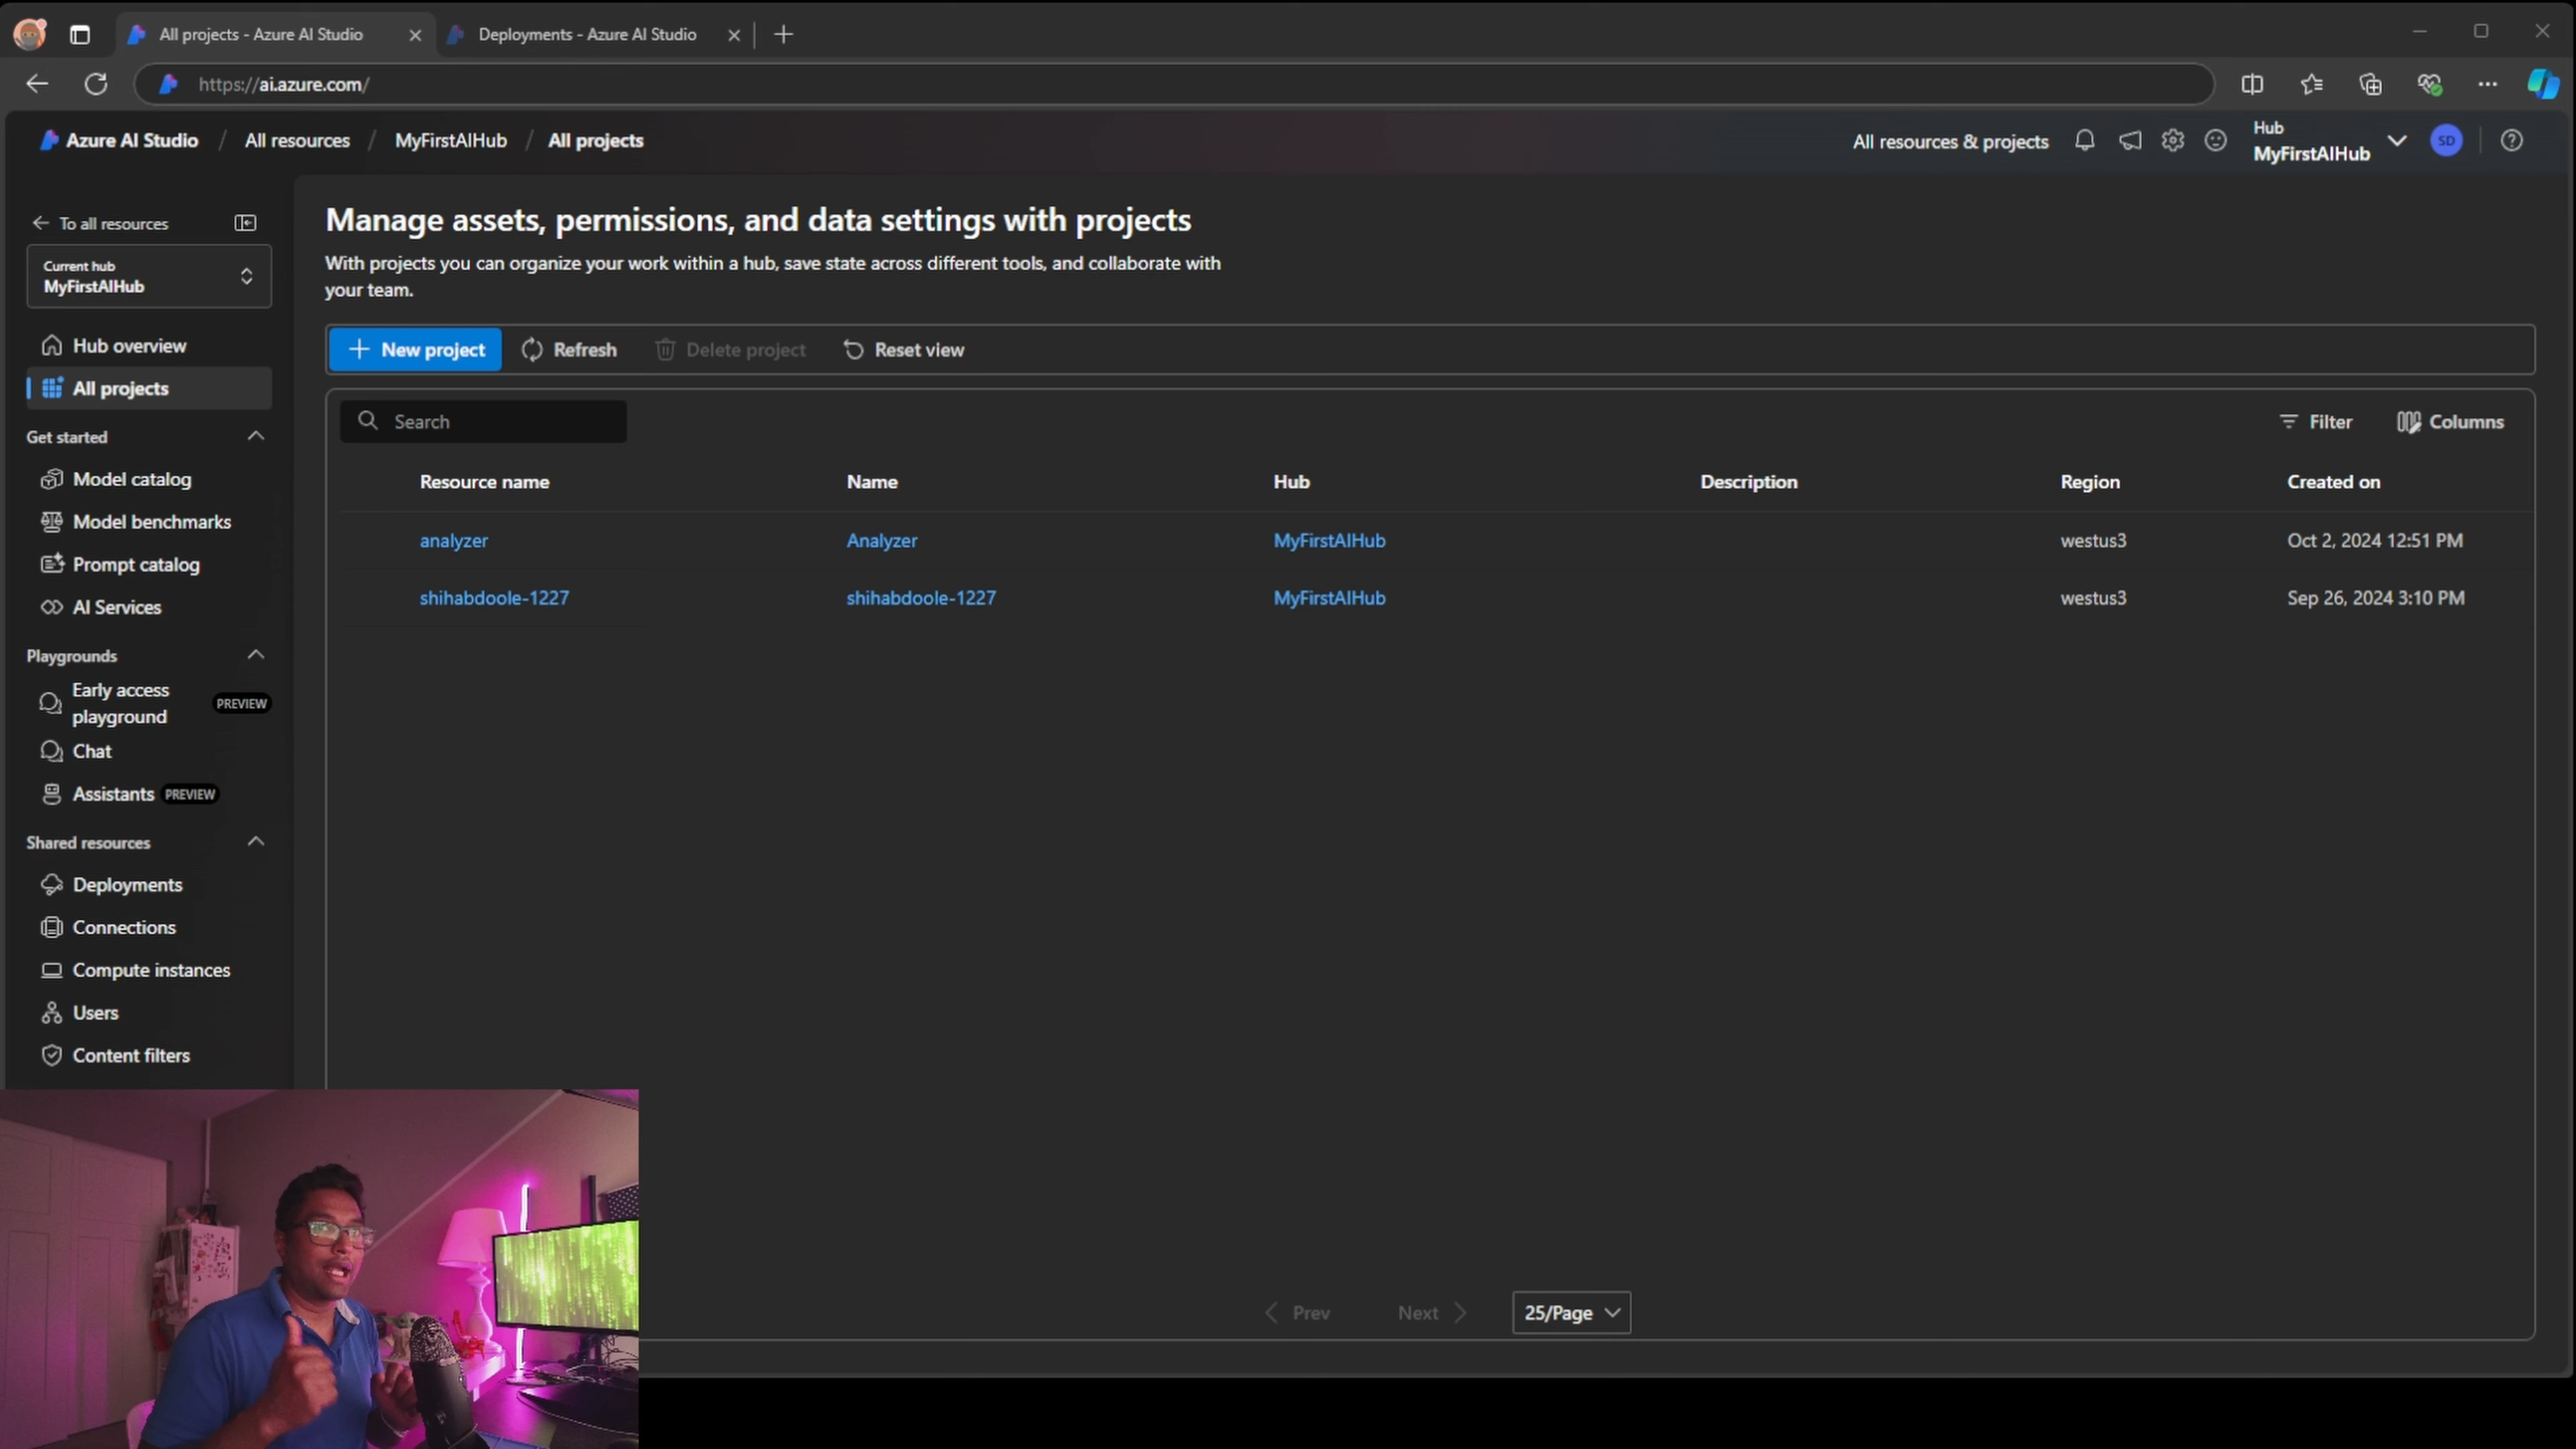 All projects - Azure AI Studio
Deployments - Azure AI Studio
https://ai.azure.com/
Azure AI Studio / All resources / MyFirstAIHub / All projects
All resources & projects
Hub
MyFirstAIHub
SD
To all resources
Current hub
MyFirstAIHub
Hub overview
All projects
Get started
Model catalog
Model benchmarks
Prompt catalog
AI Services
Playgrounds
Early access
playground
PREVIEW
Chat
Assistants PREVIEW
Shared resources
Deployments
Connections
Compute instances
Users
Content filters
Manage assets, permissions, and data settings with projects
With projects you can organize your work within a hub, save state across different tools, and collaborate with
your team.
New project Refresh Delete project Reset view
Search
Filter Columns
Resource name Name Hub Description Region Created on
analyzer Analyzer MyFirstAIHub westus3 Oct 2, 2024 12:51 PM
shihabdoole-1227 shihabdoole-1227 MyFirstAIHub westus3 Sep 26, 2024 3:10 PM
Prev Next 25/Page